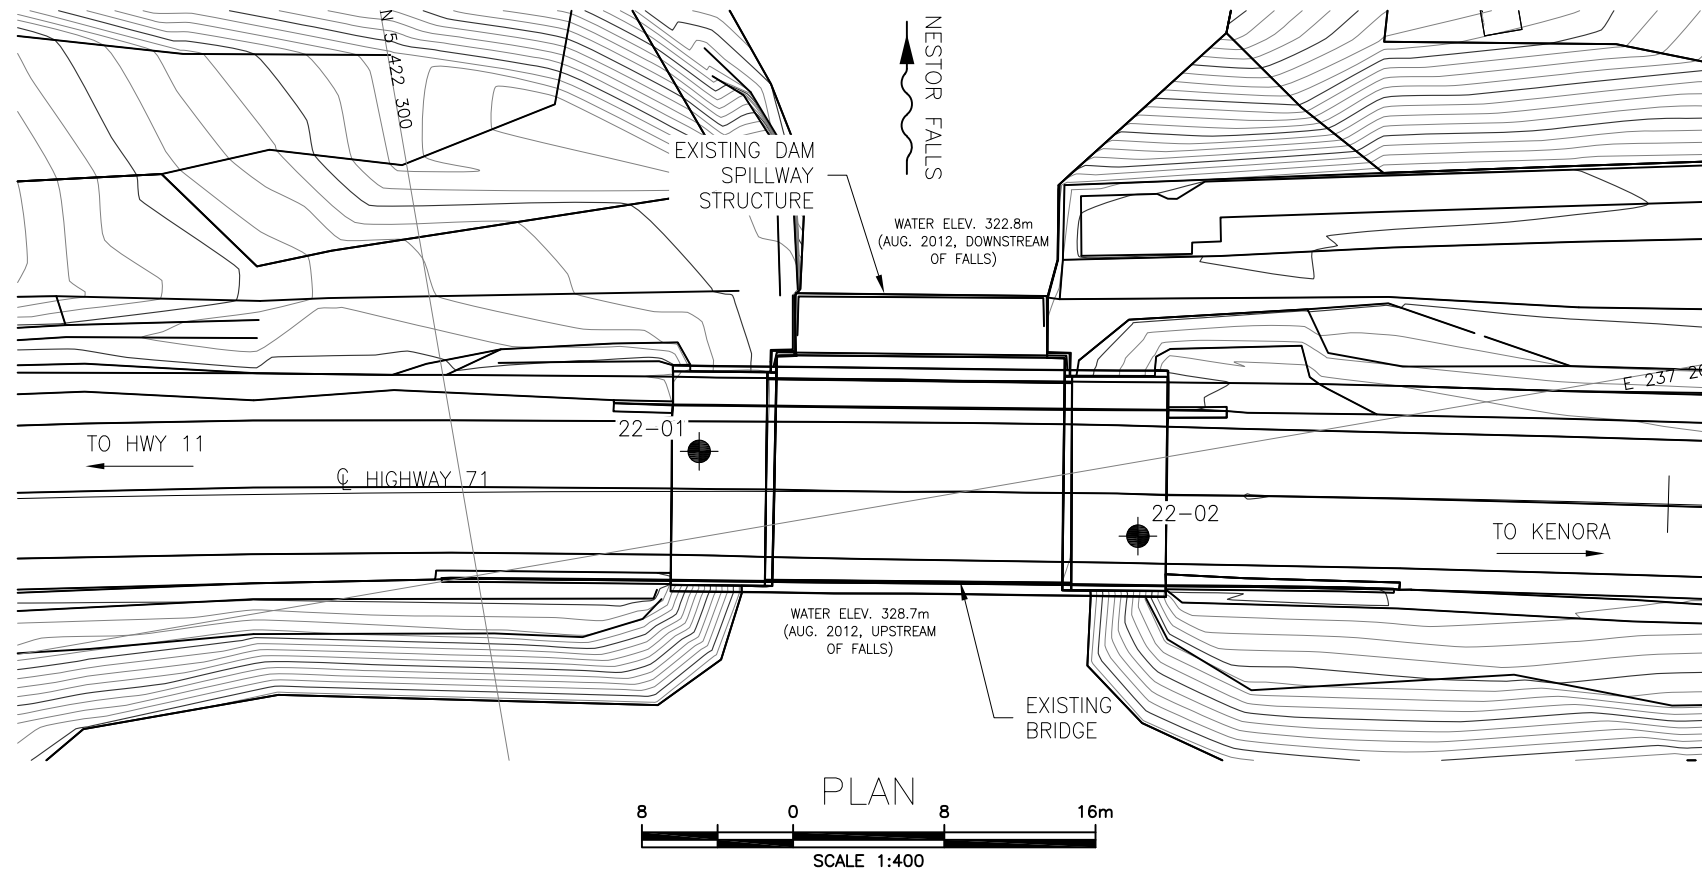 N 5 422 300
NESTOR FALLS
EXISTING DAM
SPILLWAY
STRUCTURE
WATER ELEV. 322.8m
(AUG. 2012, DOWNSTREAM
OF FALLS)
E 237 2
22-01
TO HWY 11
℄ HIGHWAY 71
22-02
TO KENORA
WATER ELEV. 328.7m
(AUG. 2012, UPSTREAM
OF FALLS)
EXISTING
BRIDGE
PLAN
8 0 8 16m
SCALE 1:400